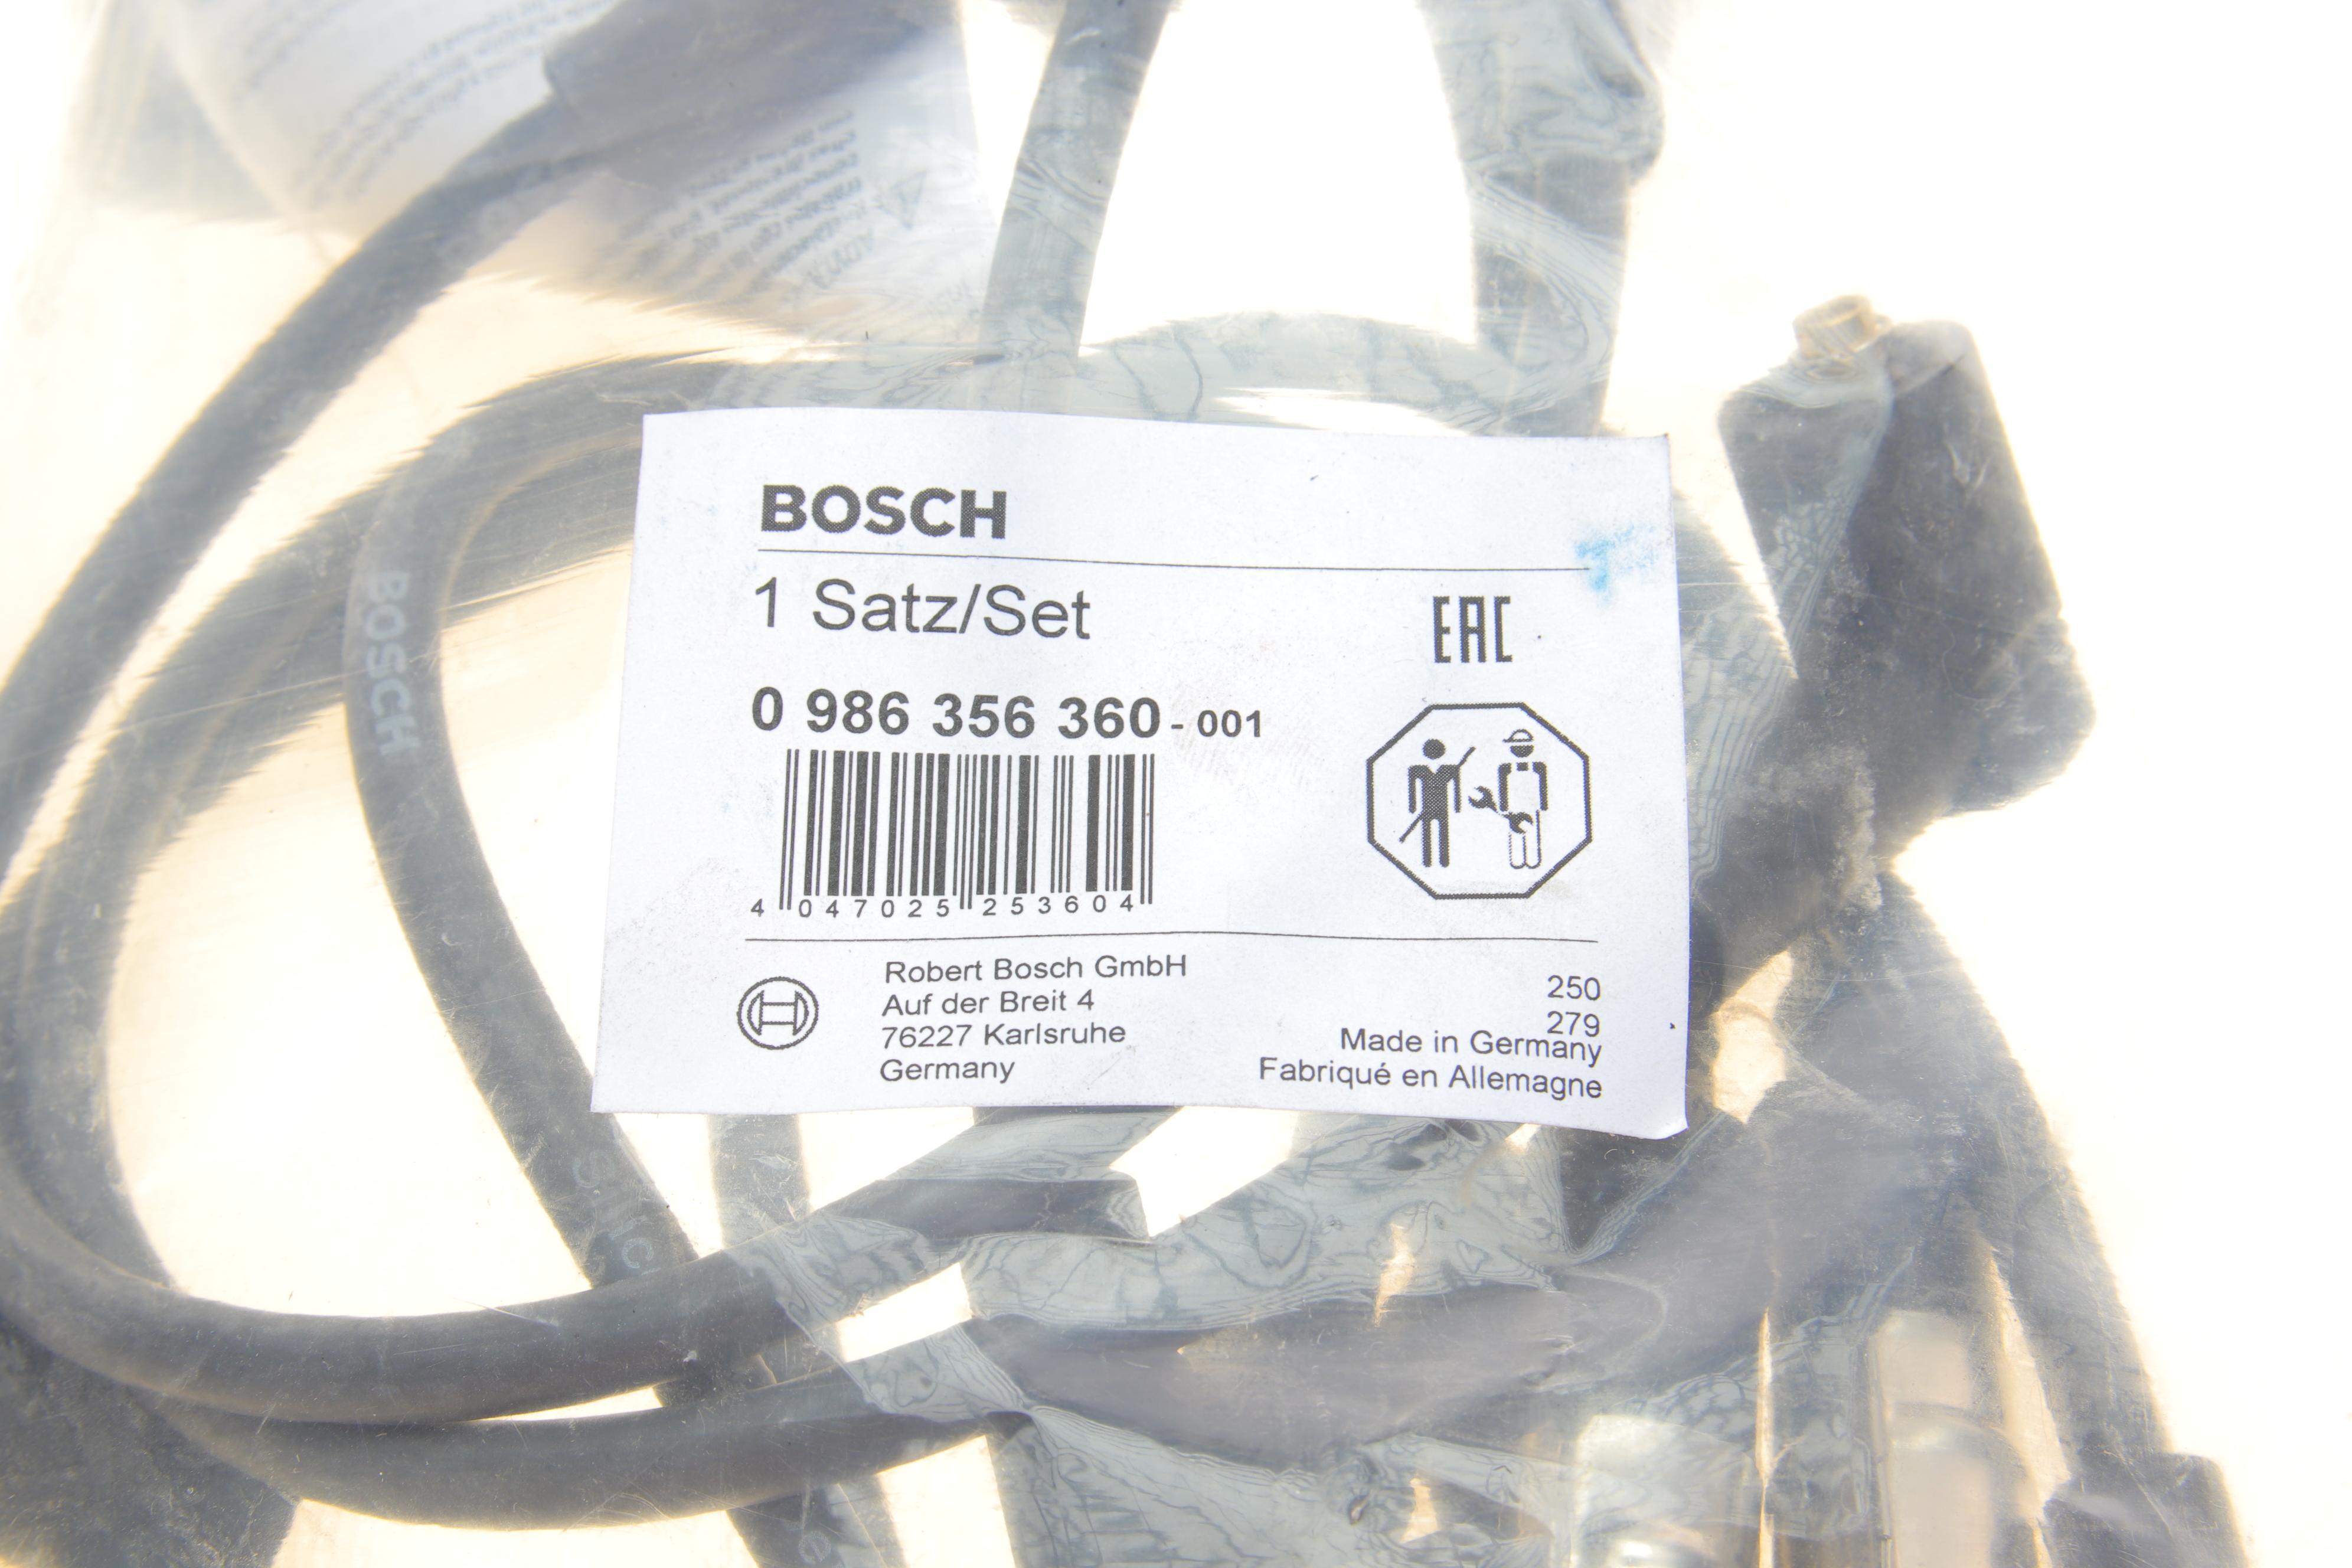 BOSCH
1 Satz/Set
EAC
0 986 356 360 - 001
4 047025 253604
Robert Bosch GmbH
Auf der Breit 4
76227 Karlsruhe
Germany
250
279
Made in Germany
Fabriqué en Allemagne
BOSCH